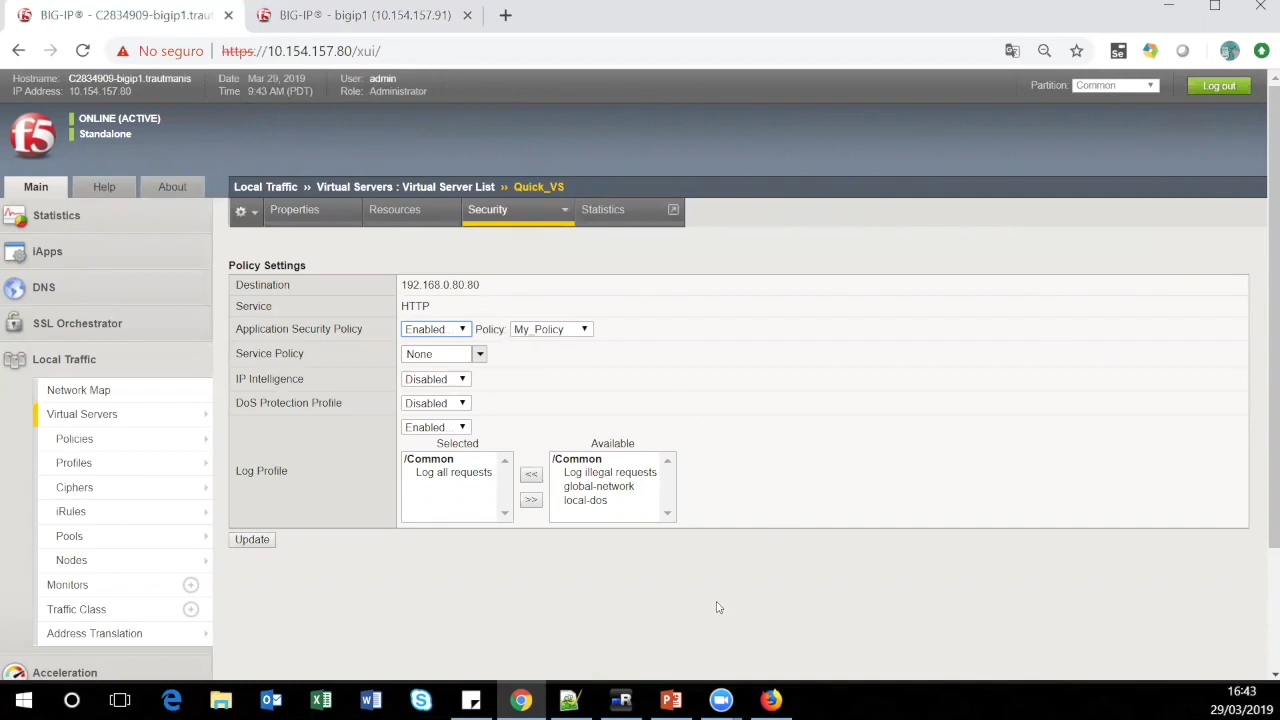 BIG-IP® - C2834909-bigip1.traut
BIG-IP® - bigip1 (10.154.157.91)
No seguro
https://10.154.157.80/xui/
Se
Hostname: C2834909-bigip1.trautmanis
Date Mar 29, 2019
User: admin
IP Address: 10.154.157.80
Time 9:43 AM (PDT)
Role: Administrator
Partition: Common
Log out
f5
ONLINE (ACTIVE)
Standalone
Main
Help
About
Local Traffic ›› Virtual Servers : Virtual Server List ›› Quick_VS
Properties
Resources
Security
Statistics
Statistics
iApps
DNS
SSL Orchestrator
Local Traffic
Network Map
Virtual Servers
Policies
Profiles
Ciphers
iRules
Pools
Nodes
Monitors
Traffic Class
Address Translation
Acceleration
Policy Settings
Destination 192.168.0.80:80
Service HTTP
Application Security Policy Enabled... Policy: My_Policy
Service Policy None
IP Intelligence Disabled
DoS Protection Profile Disabled
Log Profile Enabled...
Selected
Available
/Common
Log all requests
<<
>>
/Common
Log illegal requests
global-network
local-dos
Update
16:43
29/03/2019